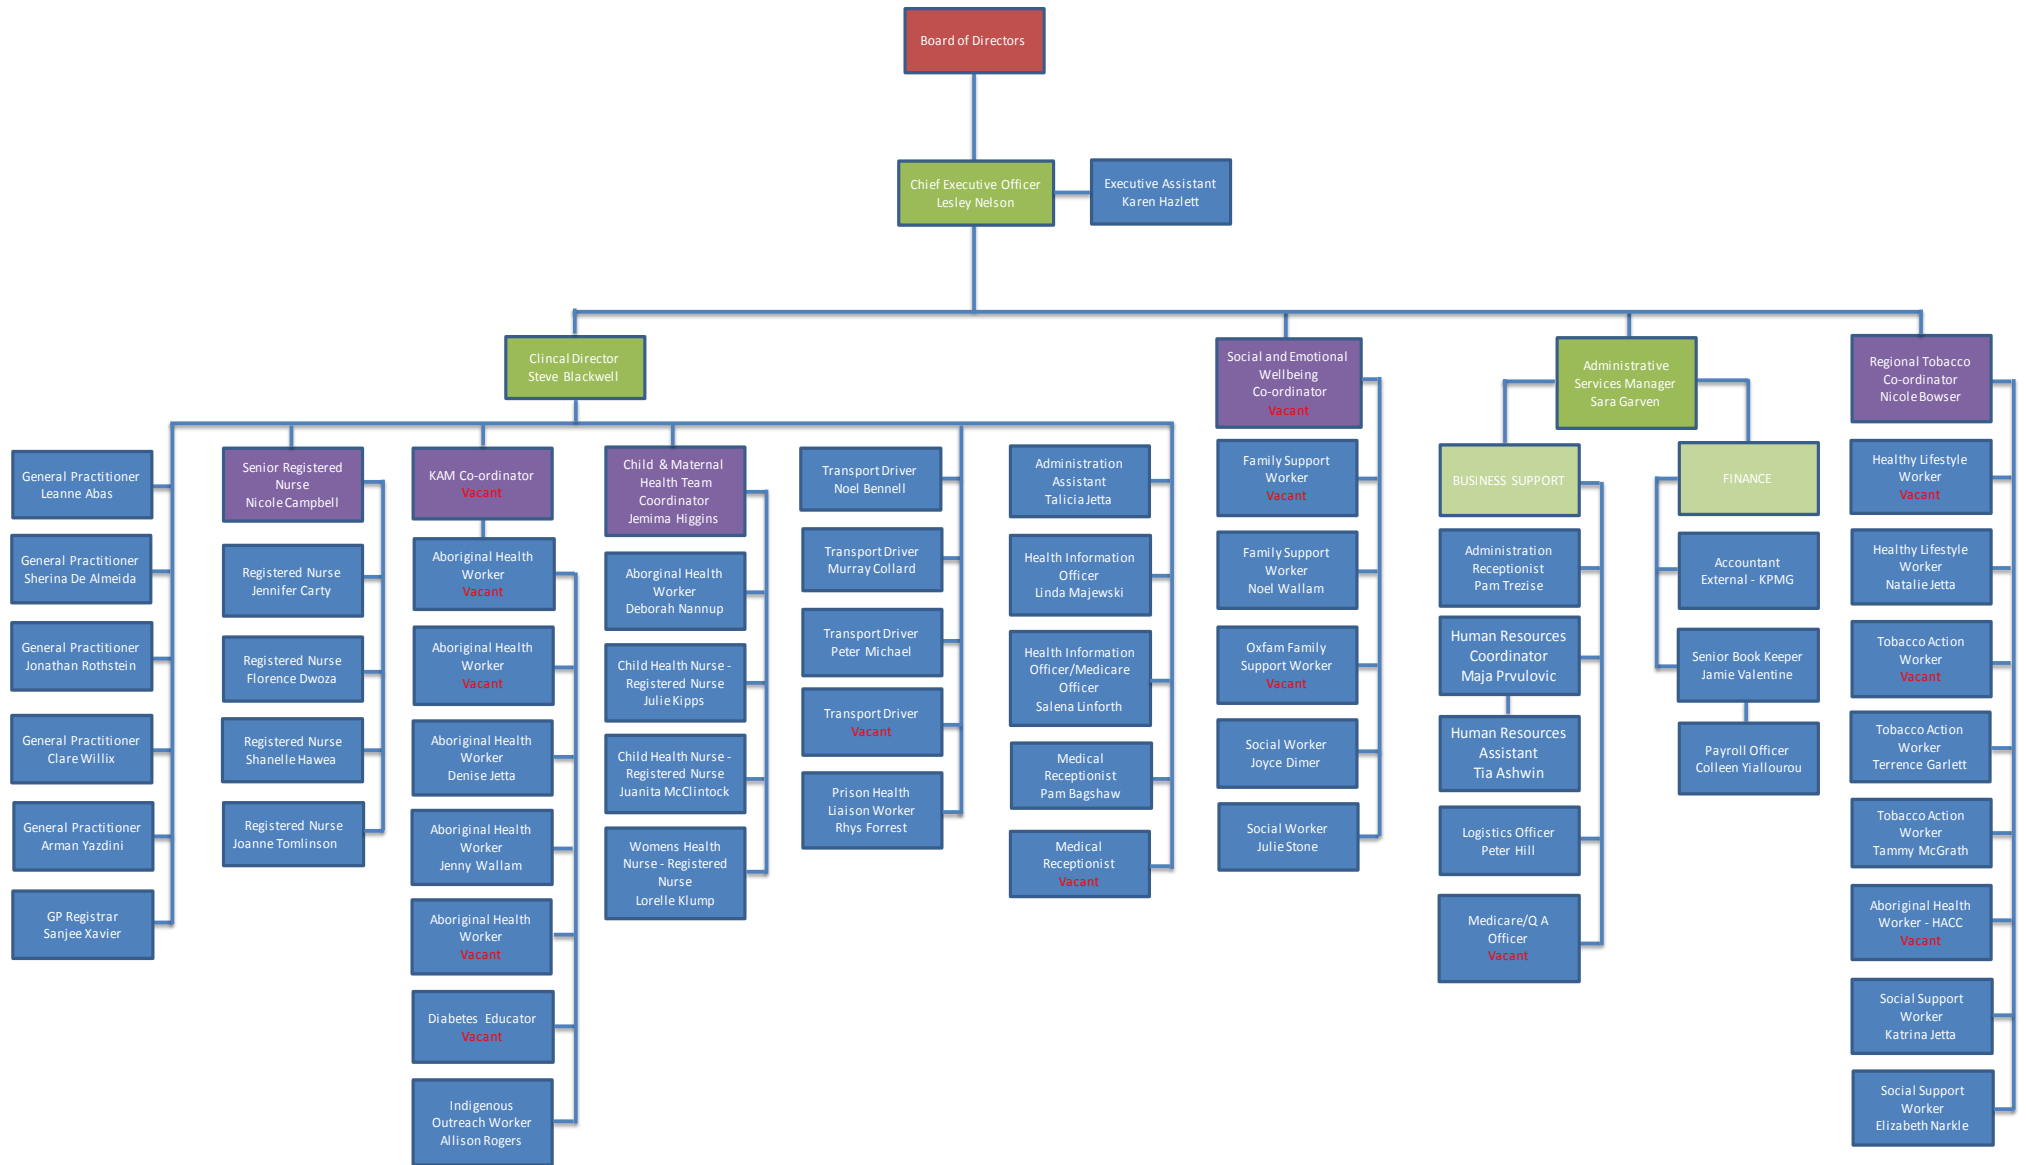 Board of Directors
Chief Executive Officer
Lesley Nelson
Executive Assistant
Karen Hazlett
Clincal Director
Steve Blackwell
Social and Emotional
Wellbeing
Co-ordinator
Vacant
Administrative
Services Manager
Sara Garven
Regional Tobacco
Co-ordinator
Nicole Bowser
General Practitioner
Leanne Abas
General Practitioner
Sherina De Almeida
General Practitioner
Jonathan Rothstein
General Practitioner
Clare Willix
General Practitioner
Arman Yazdini
GP Registrar
Sanjee Xavier
Senior Registered
Nurse
Nicole Campbell
Registered Nurse
Jennifer Carty
Registered Nurse
Florence Dwoza
Registered Nurse
Shanelle Hawea
Registered Nurse
Joanne Tomlinson
KAM Co-ordinator
Vacant
Aboriginal Health
Worker
Vacant
Aboriginal Health
Worker
Vacant
Aboriginal Health
Worker
Denise Jetta
Aboriginal Health
Worker
Jenny Wallam
Aboriginal Health
Worker
Vacant
Diabetes Educator
Vacant
Indigenous
Outreach Worker
Allison Rogers
Child & Maternal
Health Team
Coordinator
Jemima Higgins
Aborginal Health
Worker
Deborah Nannup
Child Health Nurse -
Registered Nurse
Julie Kipps
Child Health Nurse -
Registered Nurse
Juanita McClintock
Womens Health
Nurse - Registered
Nurse
Lorelle Klump
Transport Driver
Noel Bennell
Transport Driver
Murray Collard
Transport Driver
Peter Michael
Transport Driver
Vacant
Prison Health
Liaison Worker
Rhys Forrest
Administration
Assistant
Talicia Jetta
Health Information
Officer
Linda Majewski
Health Information
Officer/Medicare
Officer
Salena Linforth
Medical
Receptionist
Pam Bagshaw
Medical
Receptionist
Vacant
Family Support
Worker
Vacant
Family Support
Worker
Noel Wallam
Oxfam Family
Support Worker
Vacant
Social Worker
Joyce Dimer
Social Worker
Julie Stone
BUSINESS SUPPORT
Administration
Receptionist
Pam Trezise
Human Resources
Coordinator
Maja Prvulovic
Human Resources
Assistant
Tia Ashwin
Logistics Officer
Peter Hill
Medicare/Q A
Officer
Vacant
FINANCE
Accountant
External - KPMG
Senior Book Keeper
Jamie Valentine
Payroll Officer
Colleen Yiallourou
Healthy Lifestyle
Worker
Vacant
Healthy Lifestyle
Worker
Natalie Jetta
Tobacco Action
Worker
Vacant
Tobacco Action
Worker
Terrence Garlett
Tobacco Action
Worker
Tammy McGrath
Aboriginal Health
Worker - HACC
Vacant
Social Support
Worker
Katrina Jetta
Social Support
Worker
Elizabeth Narkle